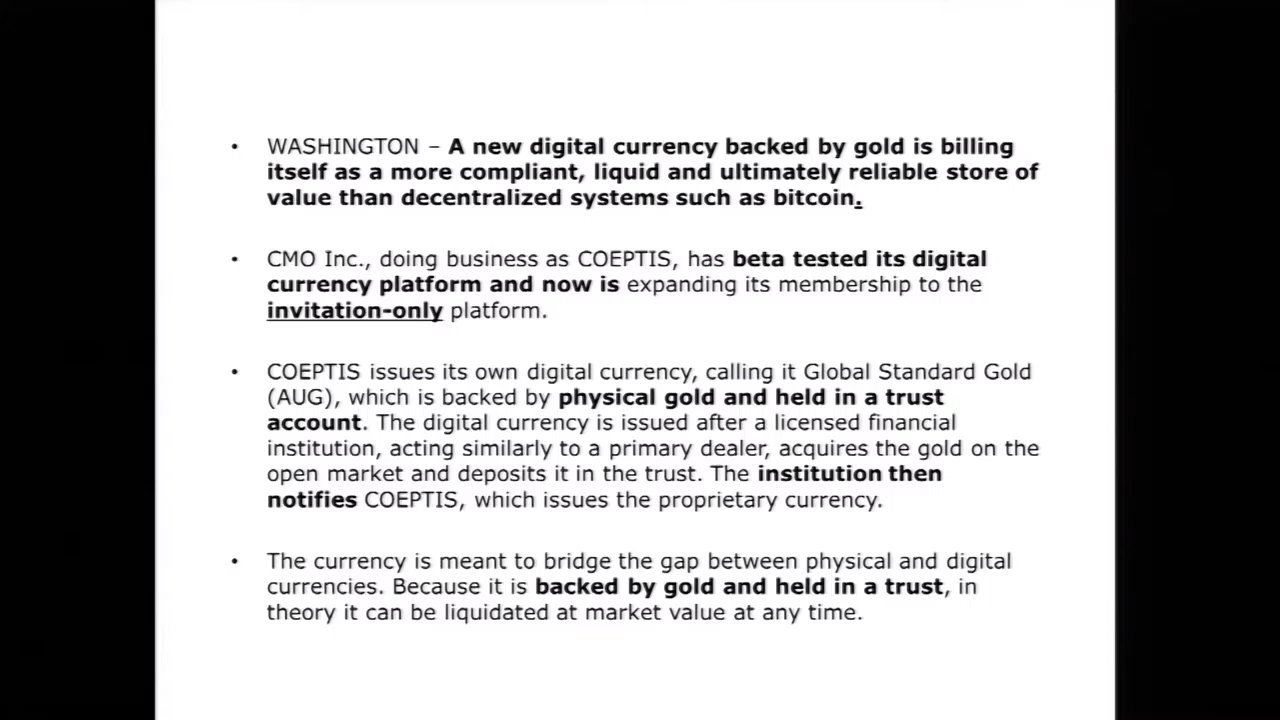 • WASHINGTON – A new digital currency backed by gold is billing
itself as a more compliant, liquid and ultimately reliable store of
value than decentralized systems such as bitcoin.
• CMO Inc., doing business as COEPTIS, has beta tested its digital
currency platform and now is expanding its membership to the
invitation-only platform.
• COEPTIS issues its own digital currency, calling it Global Standard Gold
(AUG), which is backed by physical gold and held in a trust
account. The digital currency is issued after a licensed financial
institution, acting similarly to a primary dealer, acquires the gold on the
open market and deposits it in the trust. The institution then
notifies COEPTIS, which issues the proprietary currency.
• The currency is meant to bridge the gap between physical and digital
currencies. Because it is backed by gold and held in a trust, in
theory it can be liquidated at market value at any time.